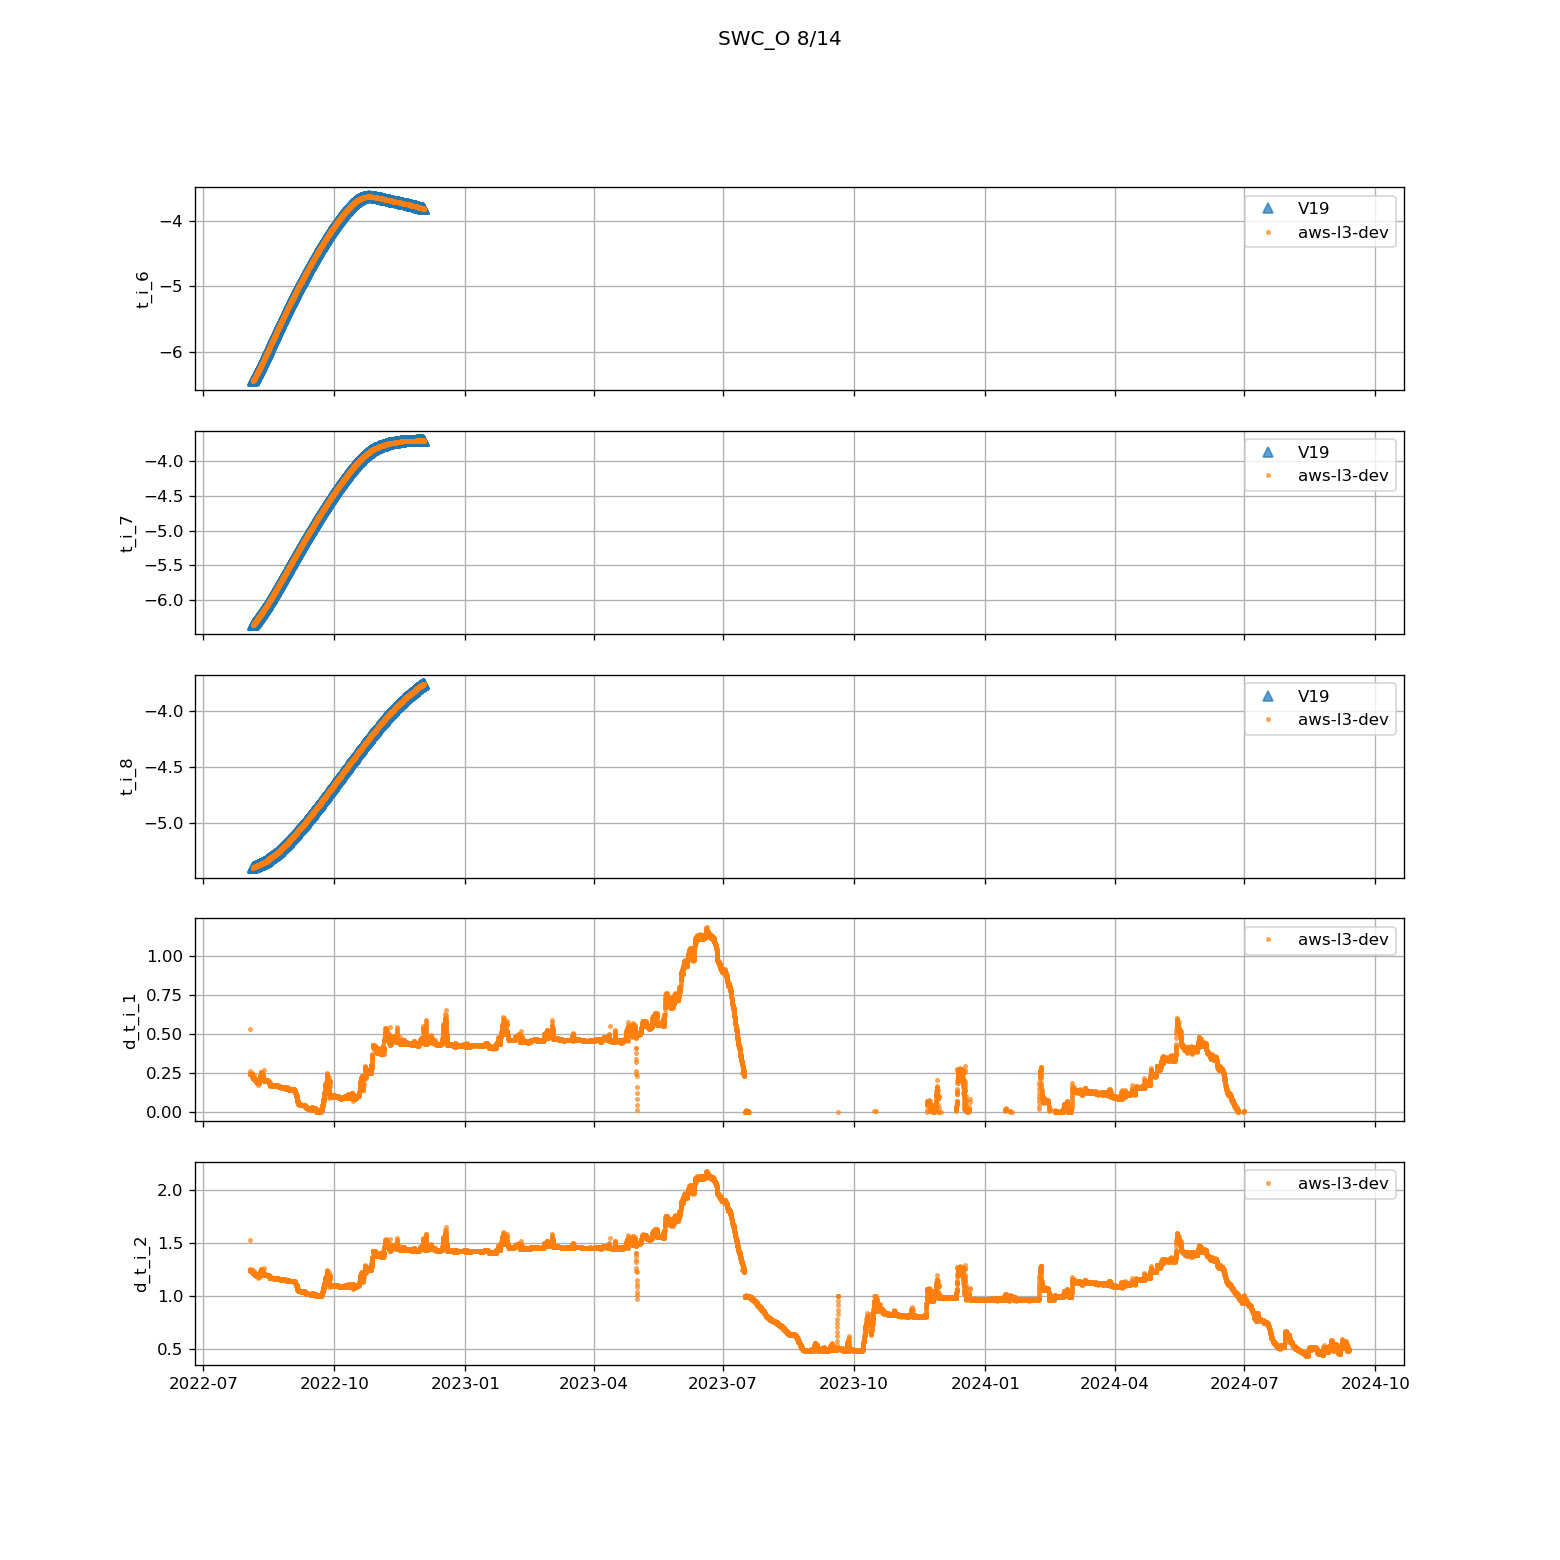 SWC_O 8/14
t_i_6
−4
−5
−6
V19
aws-l3-dev
t_i_7
−4.0
−4.5
−5.0
−5.5
−6.0
V19
aws-l3-dev
t_i_8
−4.0
−4.5
−5.0
V19
aws-l3-dev
d_t_i_1
1.00
0.75
0.50
0.25
0.00
aws-l3-dev
d_t_i_2
2.0
1.5
1.0
0.5
aws-l3-dev
2022-07 2022-10 2023-01 2023-04 2023-07 2023-10 2024-01 2024-04 2024-07 2024-10